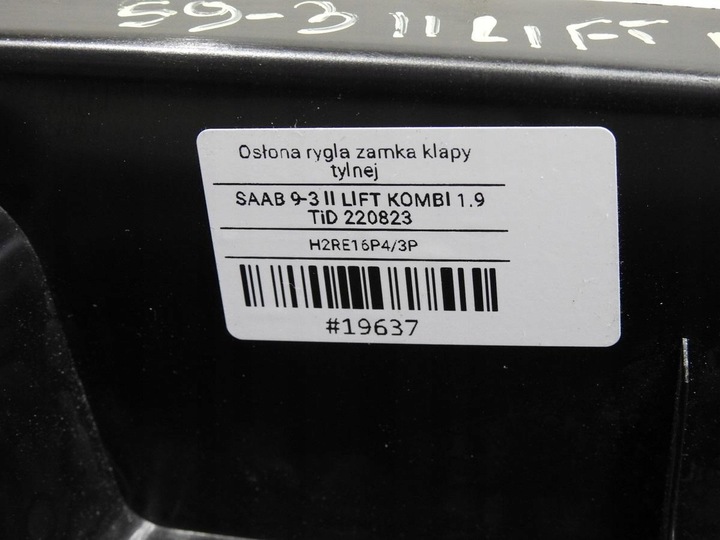 S9-3 II LIFT
Osłona rygla zamka klapy
tylnej
SAAB 9-3 II LIFT KOMBI 1.9
TiD 220823
H2RE16P4/3P
#19637